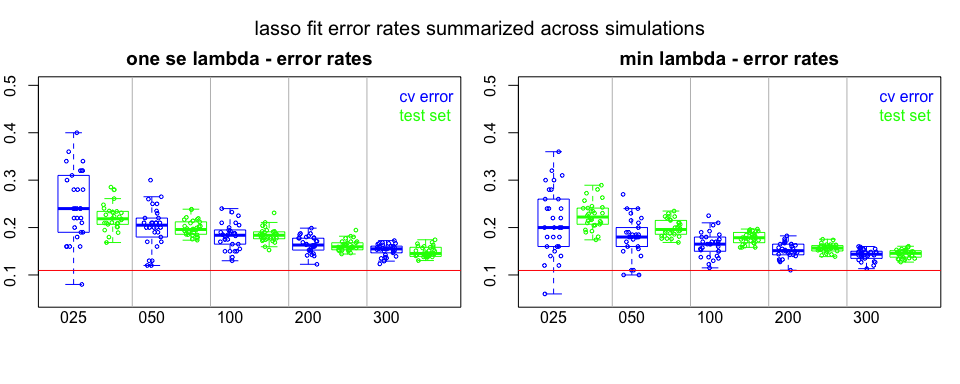 lasso fit error rates summarized across simulations
one se lambda - error rates
0.5
0.4
0.3
0.2
0.1
cv error
test set
025 050 100 200 300
min lambda - error rates
0.5
0.4
0.3
0.2
0.1
cv error
test set
025 050 100 200 300